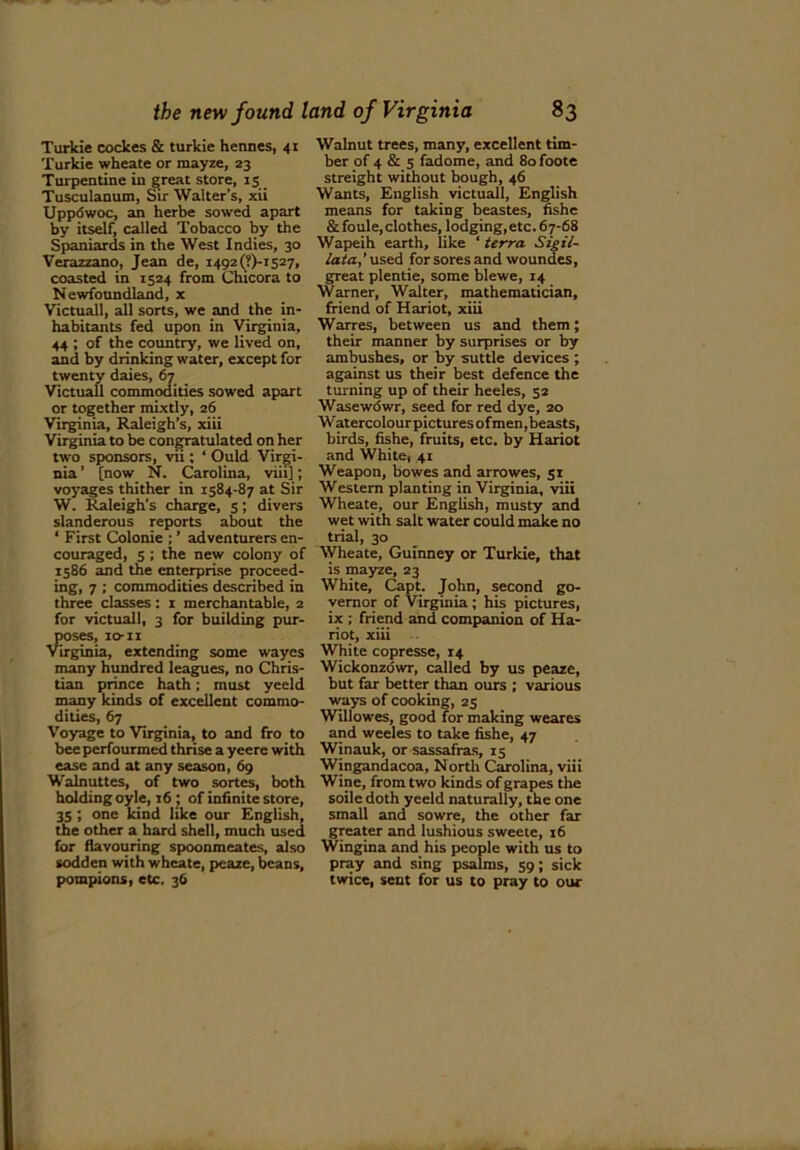 the new found land of Virginia 83
Turkie cockes & turkie hennes, 41
Turkie wheate or mayze, 23
Turpentine in great store, 15
Tusculanum, Sir Walter's, xii
Uppówoc, an herbe sowed apart
by itself, called Tobacco by the
Spaniards in the West Indies, 30
Verazzano, Jean de, 1492(?)-1527,
coasted in 1524 from Chicora to
Newfoundland, x
Victuall, all sorts, we and the in-
habitants fed upon in Virginia,
44 ; of the country, we lived on,
and by drinking water, except for
twenty daies, 67
Victuall commodities sowed apart
or together mixtly, 26
Virginia, Raleigh's, xiii
Virginia to be congratulated on her
two sponsors, vii ; ' Ould Virgi-
nia ' [now N. Carolina, viii] ;
voyages thither in 1584-87 at Sir
W. Raleigh's charge, 5 ; divers
slanderous reports about the
' First Colonie ; ' adventurers en-
couraged, 5 ; the new colony of
1586 and the enterprise proceed-
ing, 7 ; commodities described in
three classes : 1 merchantable, 2
for victuall, 3 for building pur-
poses, 10-11
Virginia, extending some wayes
many hundred leagues, no Chris-
tian prince hath ; must yeeld
many kinds of excellent commo-
dities, 67
Voyage to Virginia, to and fro to
bee perfourmed thrise a yeere with
ease and at any season, 69
Walnuttes, of two sortes, both
holding oyle, 16 ; of infinite store,
35 ; one kind like our English,
the other a hard shell, much used
for flavouring spoonmeates, also
sodden with wheate, peaze, beans,
pompions, etc. 36
Walnut trees, many, excellent tim-
ber of 4 & 5 fadome, and 80 foote
streight without bough, 46
Wants, English victuall, English
means for taking beastes, fishe
& foule, clothes, lodging, etc. 67-68
Wapeih earth, like ' terra Sigil-
lata,' used for sores and woundes,
great plentie, some blewe, 14
Warner, Walter, mathematician,
friend of Hariot, xiii
Warres, between us and them ;
their manner by surprises or by
ambushes, or by suttle devices ;
against us their best defence the
turning up of their heeles, 52
Wasewówr, seed for red dye, 20
Watercolour pictures of men, beasts,
birds, fishe, fruits, etc. by Hariot
and White, 41
Weapon, bowes and arrowes, 51
Western planting in Virginia, viii
Wheate, our English, musty and
wet with salt water could make no
trial, 30
Wheate, Guinney or Turkie, that
is mayze, 23
White, Capt. John, second go-
vernor of Virginia ; his pictures,
ix ; friend and companion of Ha-
riot, xiii
White copresse, 14
Wickonzówr, called by us peaze,
but far better than ours ; various
ways of cooking, 25
Willowes, good for making weares
and weeles to take fishe, 47
Winauk, or sassafras, 15
Wingandacoa, North Carolina, viii
Wine, from two kinds of grapes the
soile doth yeeld naturally, the one
small and sowre, the other far
greater and lushious sweete, 16
Wingina and his people with us to
pray and sing psalms, 59 ; sick
twice, sent for us to pray to our